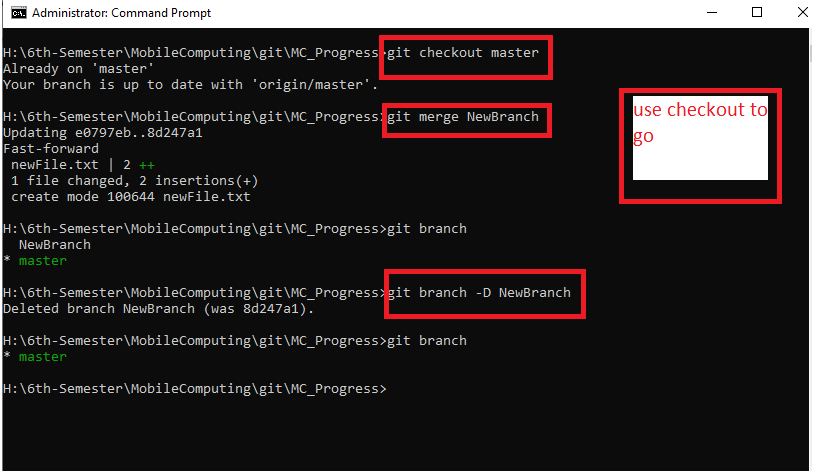 Administrator: Command Prompt
H:\6th-Semester\MobileComputing\git\MC_Progress>git checkout master
Already on 'master'
Your branch is up to date with 'origin/master'.
H:\6th-Semester\MobileComputing\git\MC_Progress>git merge NewBranch
Updating e0797eb..8d247a1
Fast-forward
 newFile.txt | 2 ++
 1 file changed, 2 insertions(+)
 create mode 100644 newFile.txt
use checkout to
go
H:\6th-Semester\MobileComputing\git\MC_Progress>git branch
  NewBranch
* master
H:\6th-Semester\MobileComputing\git\MC_Progress>git branch -D NewBranch
Deleted branch NewBranch (was 8d247a1).
H:\6th-Semester\MobileComputing\git\MC_Progress>git branch
* master
H:\6th-Semester\MobileComputing\git\MC_Progress>